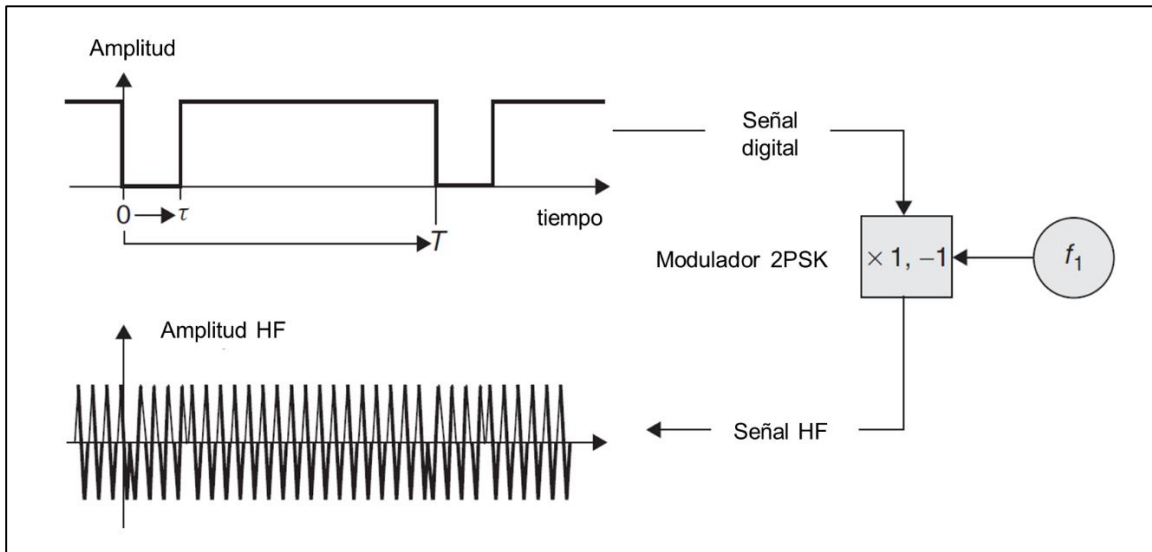 Amplitud
Señal
digital
0
τ
tiempo
T
Modulador 2PSK
× 1, −1
f₁
Amplitud HF
Señal HF